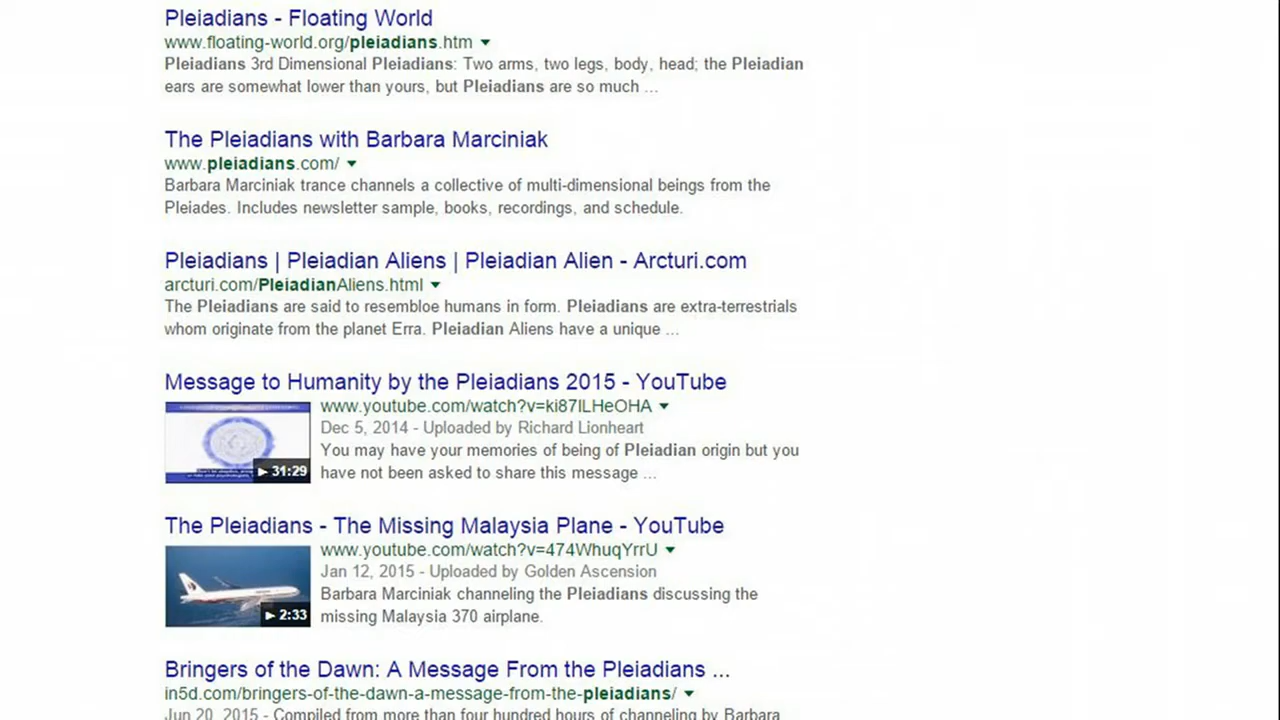 Pleiadians - Floating World
www.floating-world.org/pleiadians.htm
Pleiadians 3rd Dimensional Pleiadians: Two arms, two legs, body, head; the Pleiadian
ears are somewhat lower than yours, but Pleiadians are so much ...
The Pleiadians with Barbara Marciniak
www.pleiadians.com/
Barbara Marciniak trance channels a collective of multi-dimensional beings from the
Pleiades. Includes newsletter sample, books, recordings, and schedule.
Pleiadians | Pleiadian Aliens | Pleiadian Alien - Arcturi.com
arcturi.com/PleiadianAliens.html
The Pleiadians are said to resembloe humans in form. Pleiadians are extra-terrestrials
whom originate from the planet Erra. Pleiadian Aliens have a unique ...
Message to Humanity by the Pleiadians 2015 - YouTube
www.youtube.com/watch?v=ki87lLHeOHA
Dec 5, 2014 - Uploaded by Richard Lionheart
You may have your memories of being of Pleiadian origin but you
have not been asked to share this message ...
31:29
The Pleiadians - The Missing Malaysia Plane - YouTube
www.youtube.com/watch?v=474WhuqYrrU
Jan 12, 2015 - Uploaded by Golden Ascension
Barbara Marciniak channeling the Pleiadians discussing the
missing Malaysia 370 airplane.
2:33
Bringers of the Dawn: A Message From the Pleiadians ...
in5d.com/bringers-of-the-dawn-a-message-from-the-pleiadians/
Jun 20, 2015 - Compiled from more than four hundred hours of channeling by Barbara